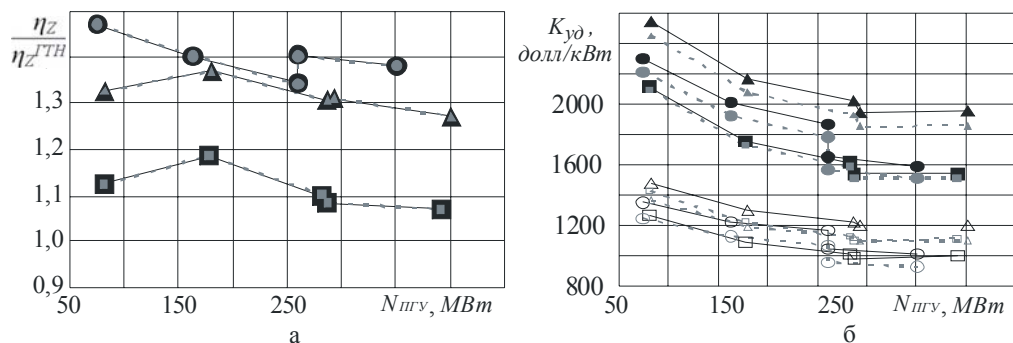 η_Z
η_Z^ГТН
1,3
1,2
1,1
1,0
0,9
50
150
250
N_ПГУ, МВт
а
K_уд,
долл/кВт
2000
1600
1200
800
50
150
250
N_ПГУ, МВт
б